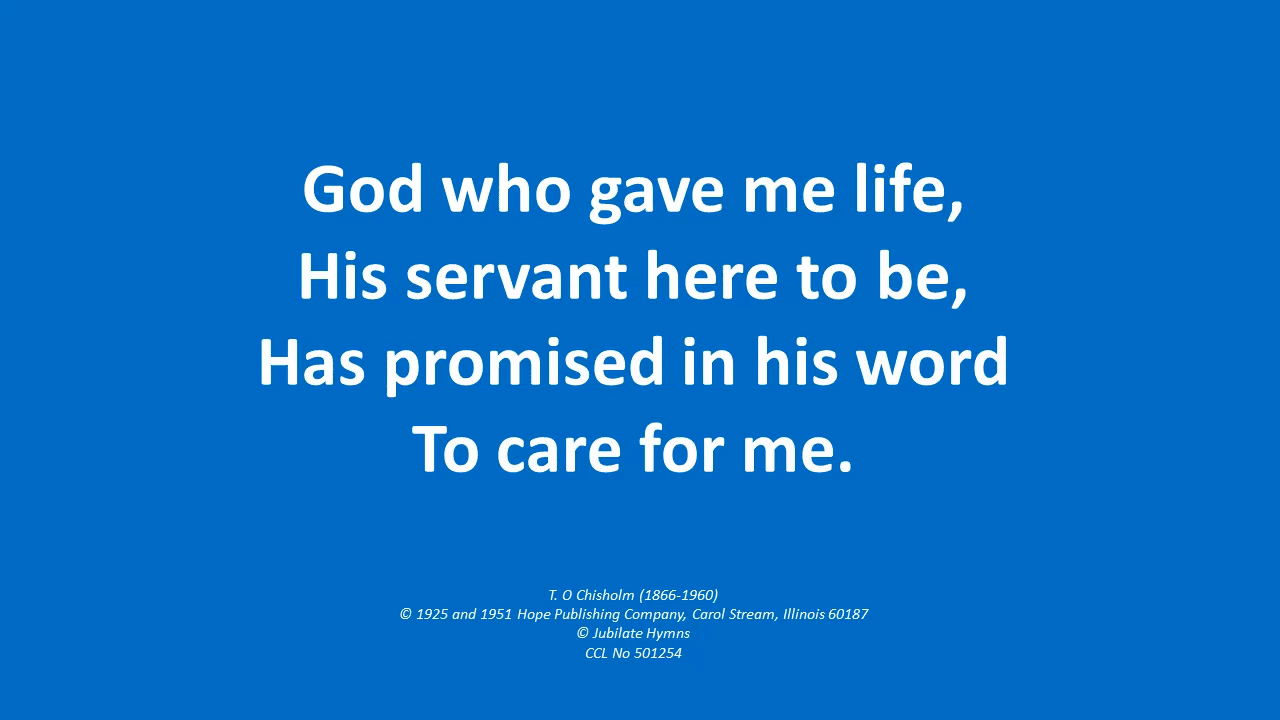 God who gave me life,
His servant here to be,
Has promised in his word
To care for me.
T. O Chisholm (1866-1960)
© 1925 and 1951 Hope Publishing Company, Carol Stream, Illinois 60187
© Jubilate Hymns
CCL No 501254